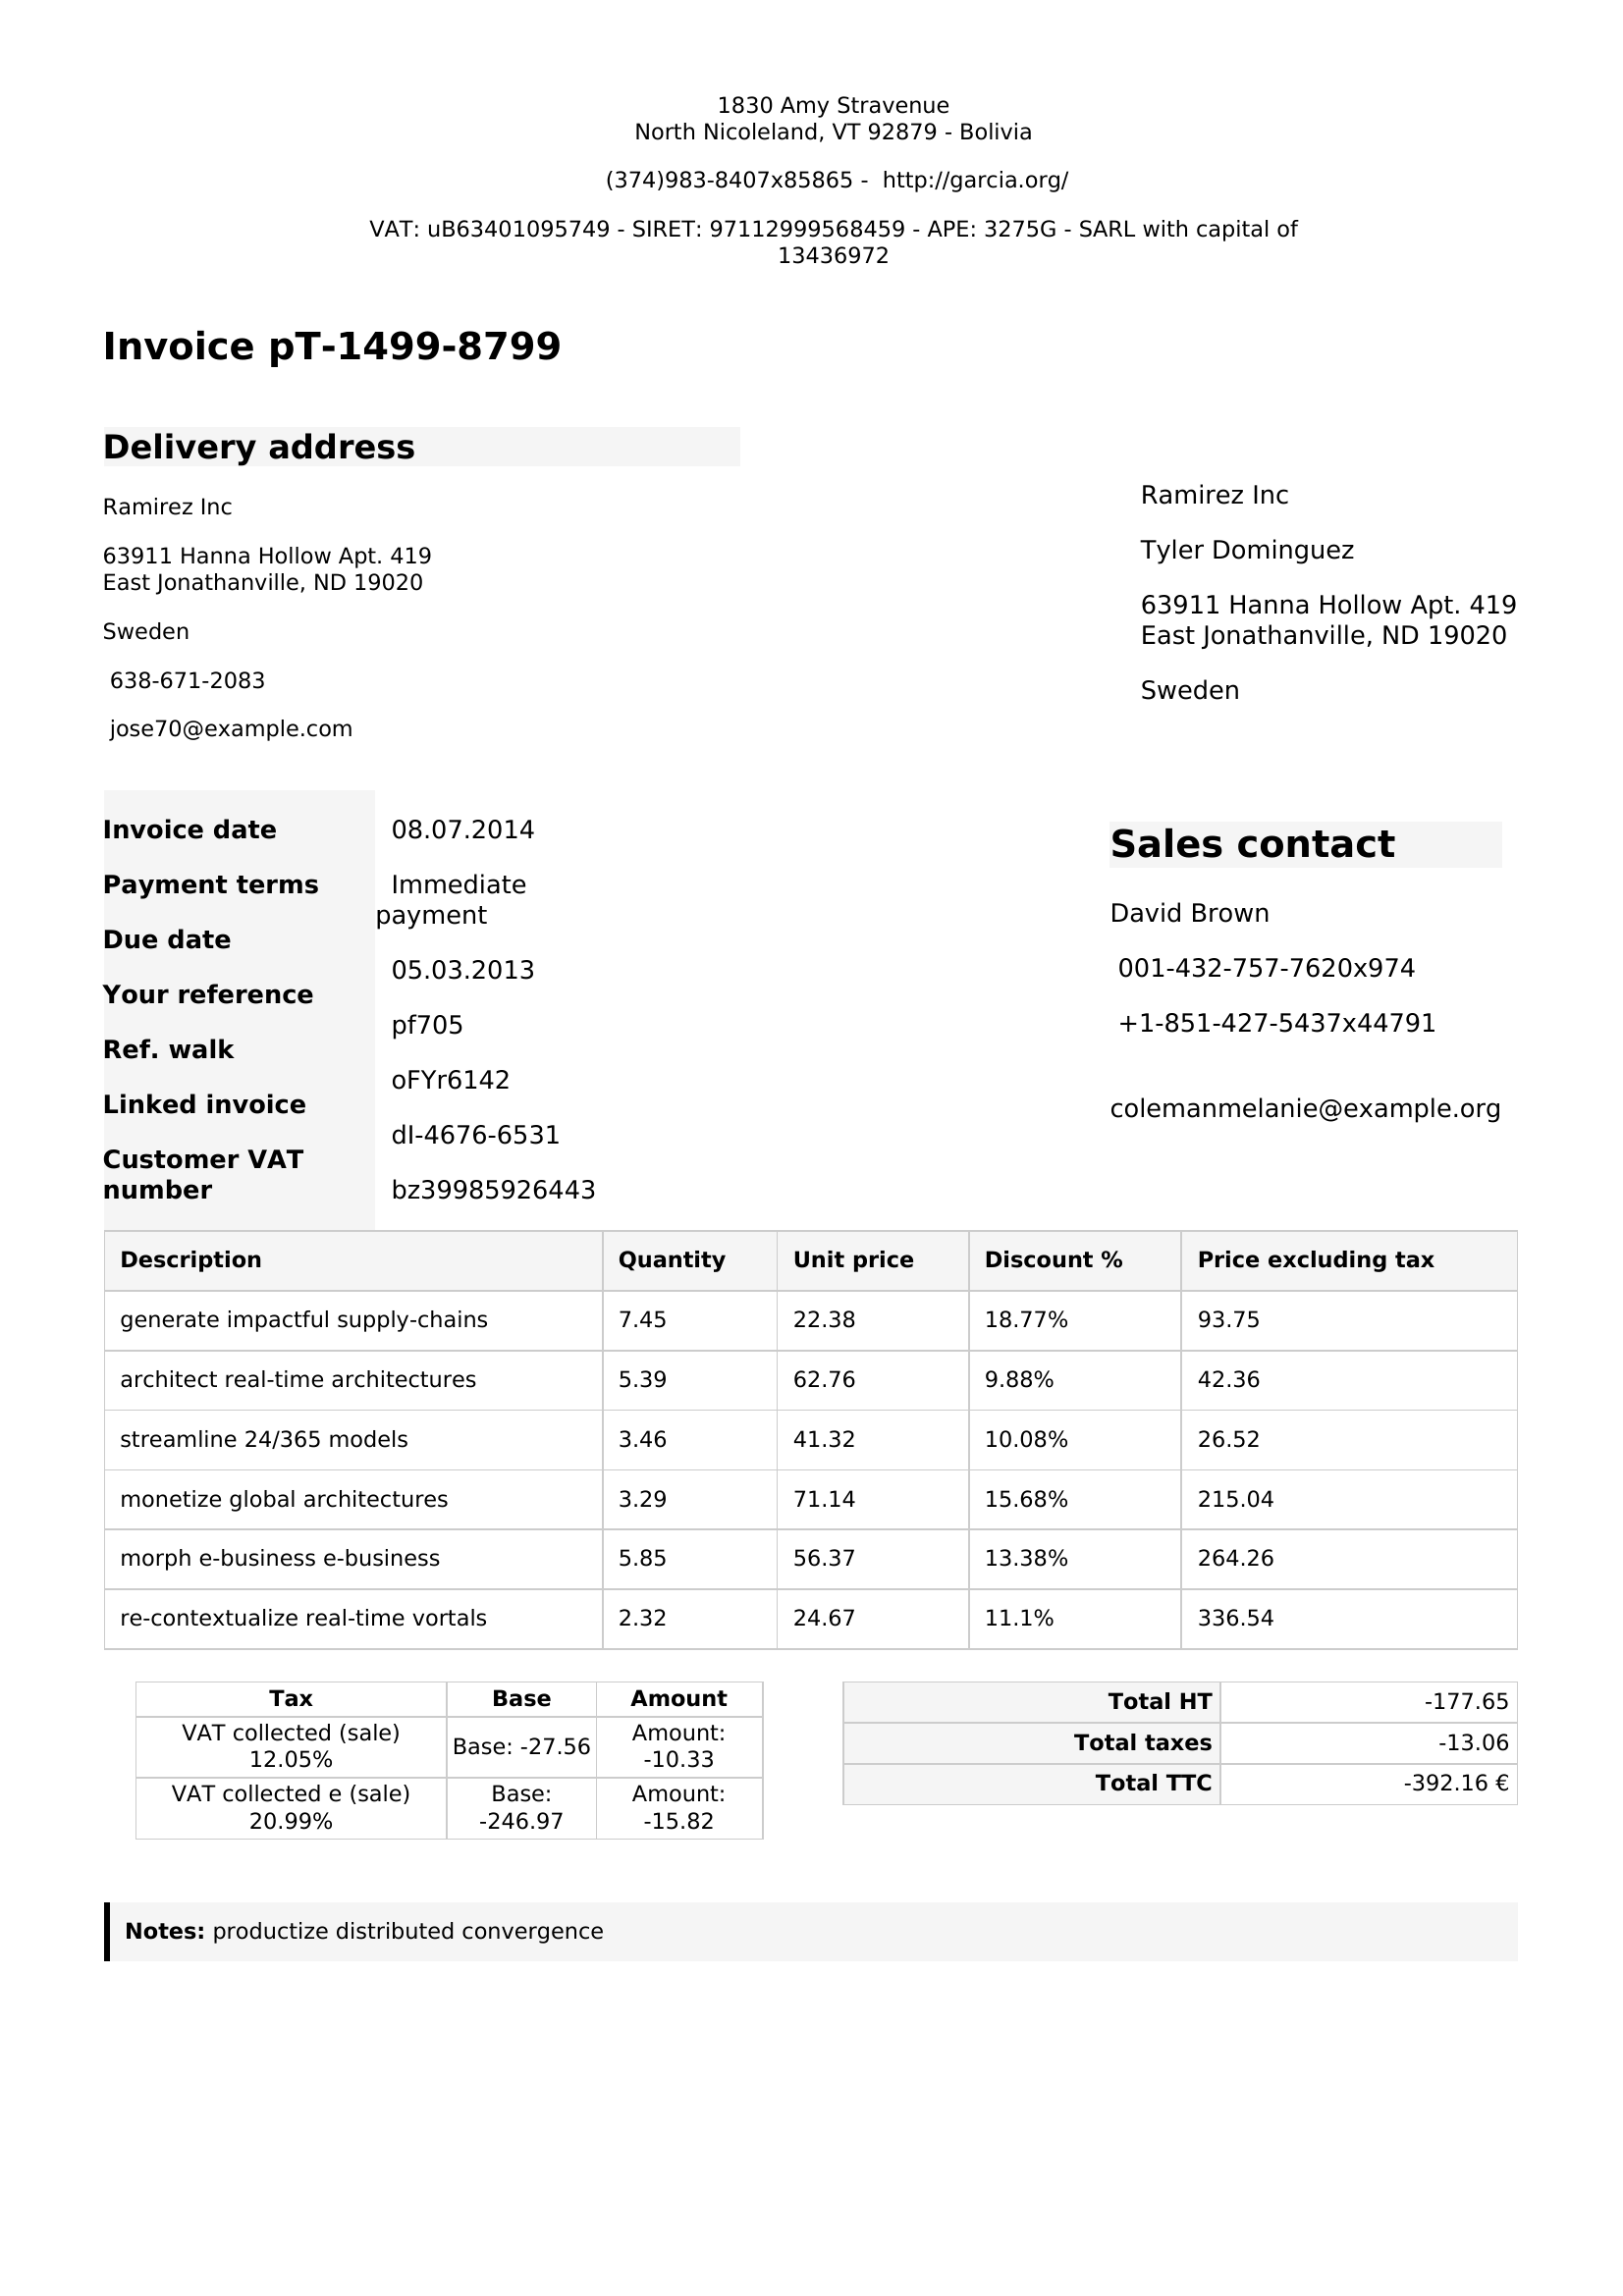 1830 Amy Stravenue
North Nicoleland, VT 92879 - Bolivia
(374)983-8407x85865 - http://garcia.org/
VAT: uB63401095749 - SIRET: 97112999568459 - APE: 3275G - SARL with capital of
13436972
Invoice pT-1499-8799
Delivery address
Ramirez Inc
63911 Hanna Hollow Apt. 419
East Jonathanville, ND 19020
Sweden
638-671-2083
jose70@example.com
Ramirez Inc
Tyler Dominguez
63911 Hanna Hollow Apt. 419
East Jonathanville, ND 19020
Sweden
Invoice date
Payment terms
Due date
Your reference
Ref. walk
Linked invoice
Customer VAT
number
08.07.2014
Immediate
payment
05.03.2013
pf705
oFYr6142
dI-4676-6531
bz39985926443
Sales contact
David Brown
001-432-757-7620x974
+1-851-427-5437x44791
colemanmelanie@example.org
Description Quantity Unit price Discount % Price excluding tax
generate impactful supply-chains 7.45 22.38 18.77% 93.75
architect real-time architectures 5.39 62.76 9.88% 42.36
streamline 24/365 models 3.46 41.32 10.08% 26.52
monetize global architectures 3.29 71.14 15.68% 215.04
morph e-business e-business 5.85 56.37 13.38% 264.26
re-contextualize real-time vortals 2.32 24.67 11.1% 336.54
Tax Base Amount
VAT collected (sale)
12.05%
Base: -27.56
Amount:
-10.33
VAT collected e (sale)
20.99%
Base:
-246.97
Amount:
-15.82
Total HT -177.65
Total taxes -13.06
Total TTC -392.16 €
Notes: productize distributed convergence